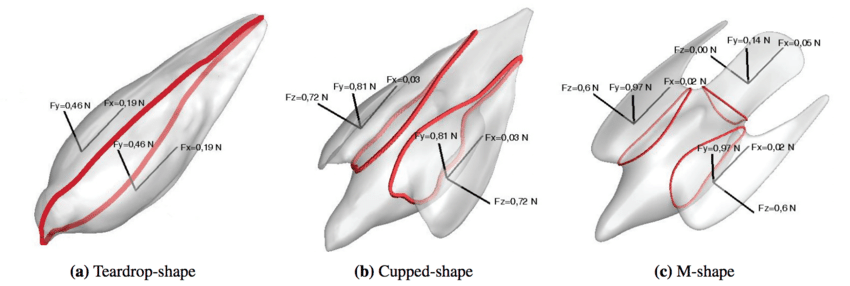 Fy=0,46 N
Fx=0,19 N
Fy=0,46 N
Fx=0,19 N
(a) Teardrop-shape
Fx=0,03
Fy=0,81 N
Fz=0,72 N
Fy=0,81 N
Fx=0,03 N
Fz=0,72 N
(b) Cupped-shape
Fy=0,14 N
Fx=0,05 N
Fz=0,00 N
Fz=0,6 N
Fy=0,97 N
Fx=0,02 N
Fy=0,97 N
Fx=0,02 N
Fz=0,6 N
(c) M-shape